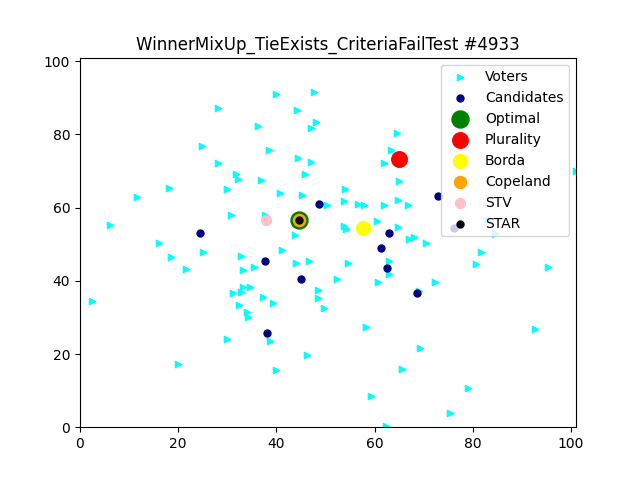 WinnerMixUp_TieExists_CriteriaFailTest #4933
100
80
60
40
20
0
0
20
40
60
80
100
Voters
Candidates
Optimal
Plurality
Borda
Copeland
STV
STAR